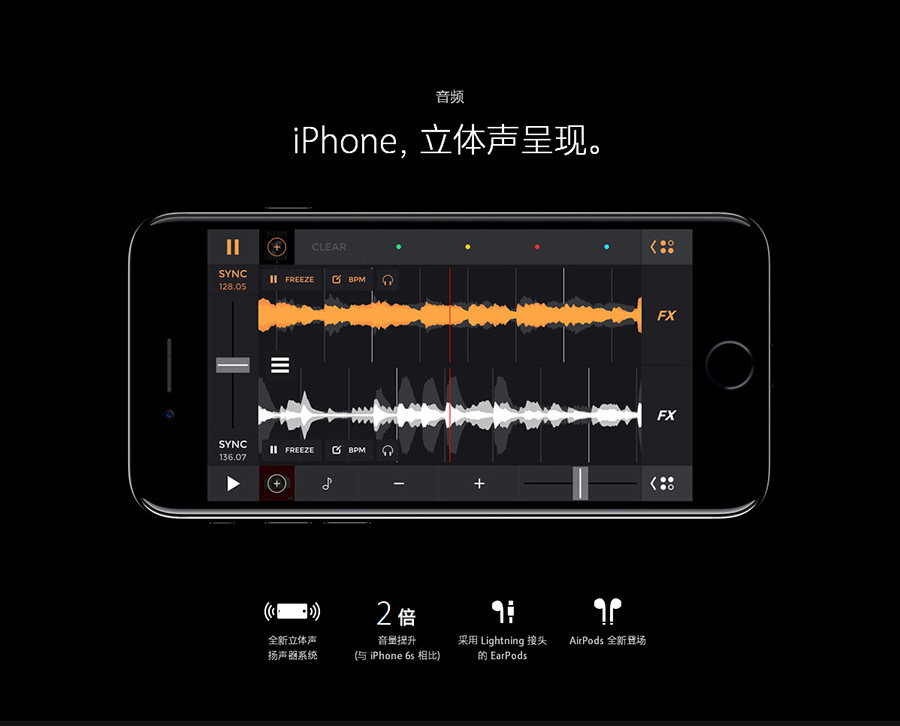 音频
iPhone, 立体声呈现。
CLEAR
SYNC
128.05
FREEZE
BPM
FX
FX
SYNC
136.07
FREEZE
BPM
2 倍
全新立体声
扬声器系统
音量提升
(与 iPhone 6s 相比)
采用 Lightning 接头
的 EarPods
AirPods 全新登场